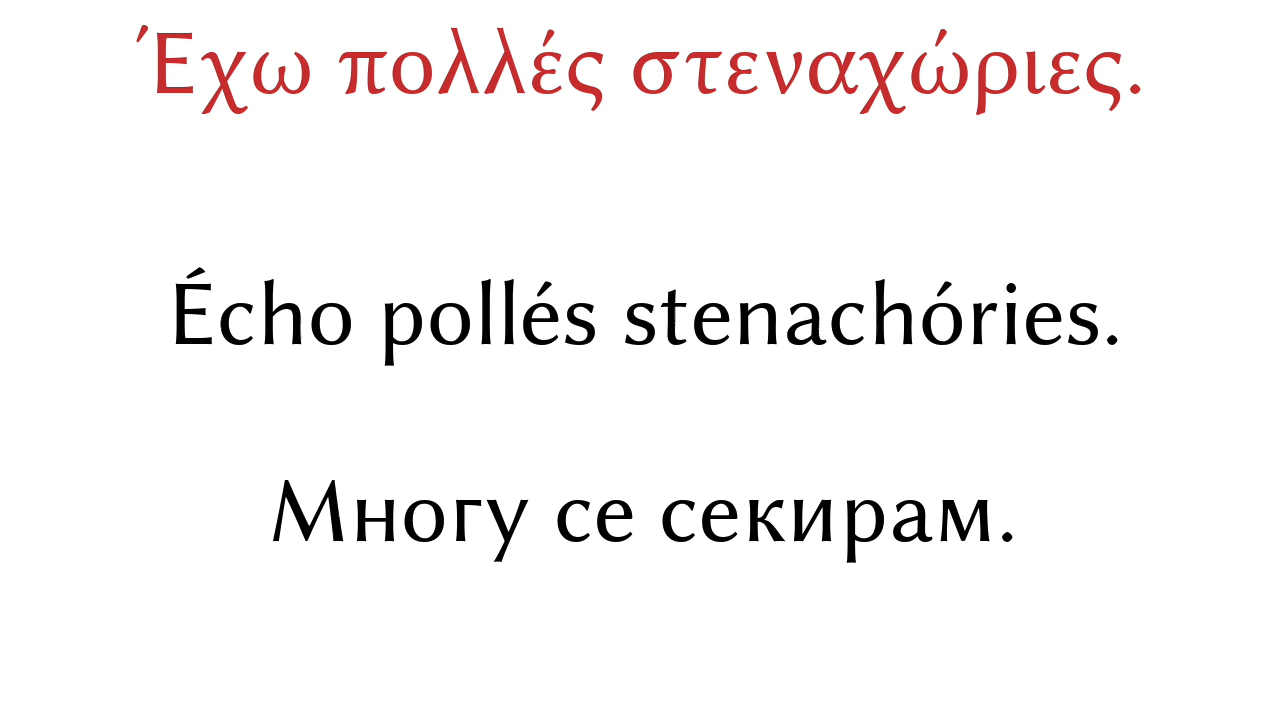 Έχω πολλές στεναχώριες.
Écho pollés stenachóries.
Многу се секирам.